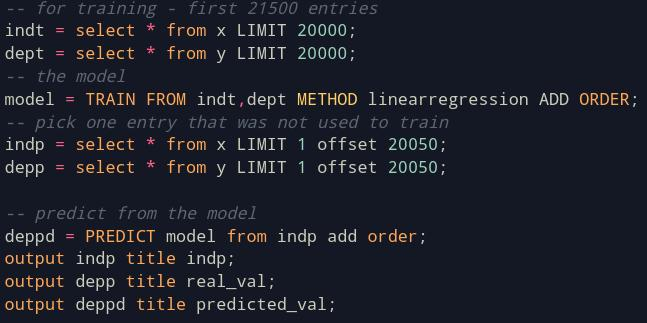 -- for training - first 21500 entries
indt = select * from x LIMIT 20000;
dept = select * from y LIMIT 20000;
-- the model
model = TRAIN FROM indt,dept METHOD linearregression ADD ORDER;
-- pick one entry that was not used to train
indp = select * from x LIMIT 1 offset 20050;
depp = select * from y LIMIT 1 offset 20050;
-- predict from the model
deppd = PREDICT model from indp add order;
output indp title indp;
output depp title real_val;
output deppd title predicted_val;